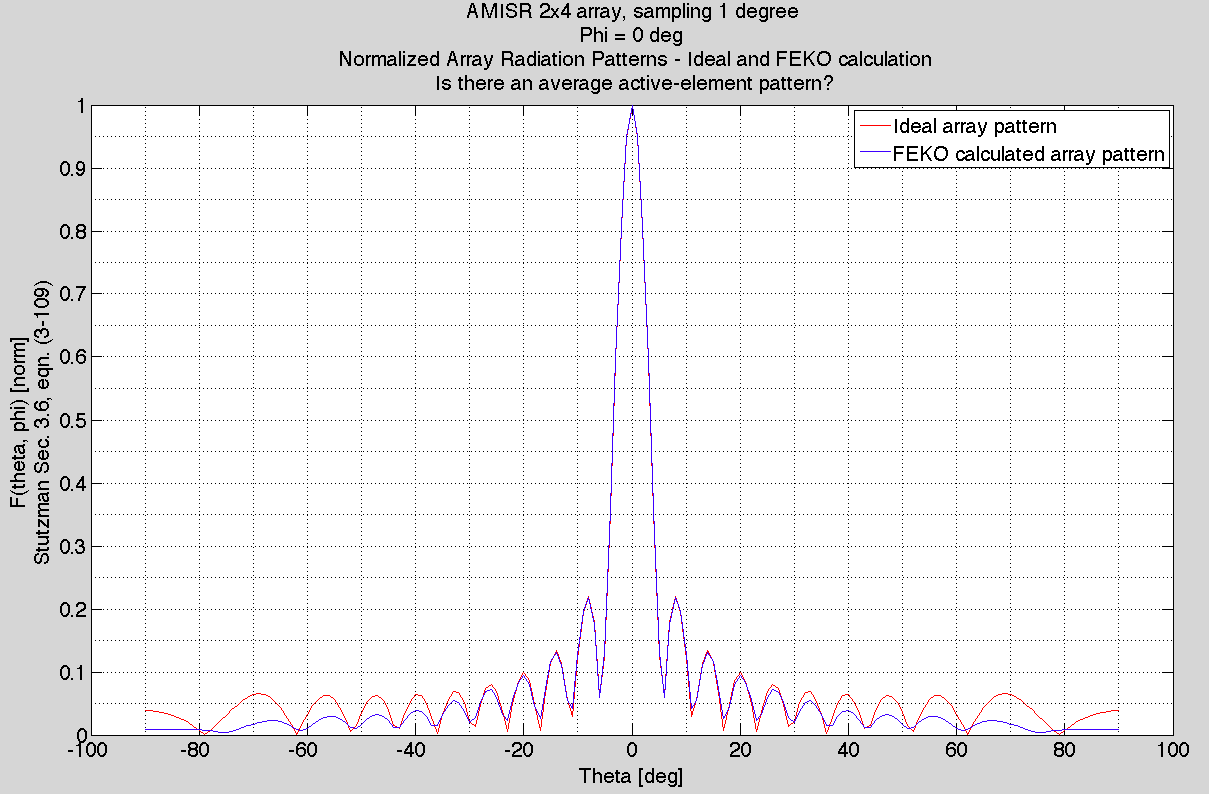 AMISR 2x4 array, sampling 1 degree
Phi = 0 deg
Normalized Array Radiation Patterns - Ideal and FEKO calculation
Is there an average active-element pattern?
Ideal array pattern
FEKO calculated array pattern
F(theta, phi) [norm]
Stutzman Sec. 3.6, eqn. (3-109)
1
0.9
0.8
0.7
0.6
0.5
0.4
0.3
0.2
0.1
0
-100 -80 -60 -40 -20 0 20 40 60 80 100
Theta [deg]